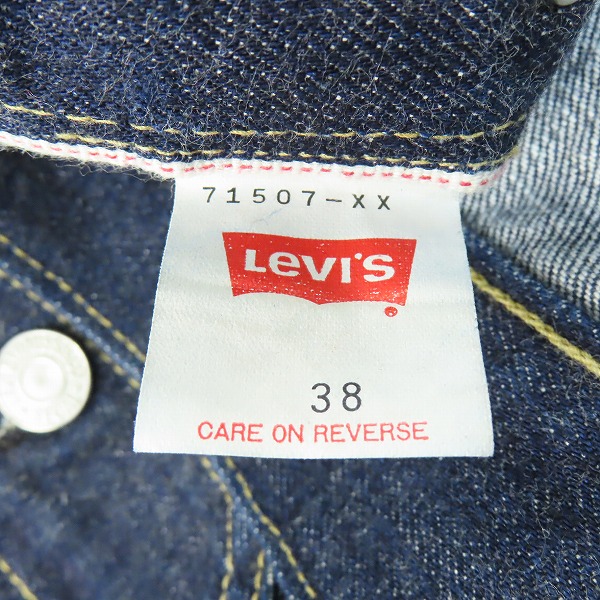 71507-XX
LEVI'S
38
CARE ON REVERSE